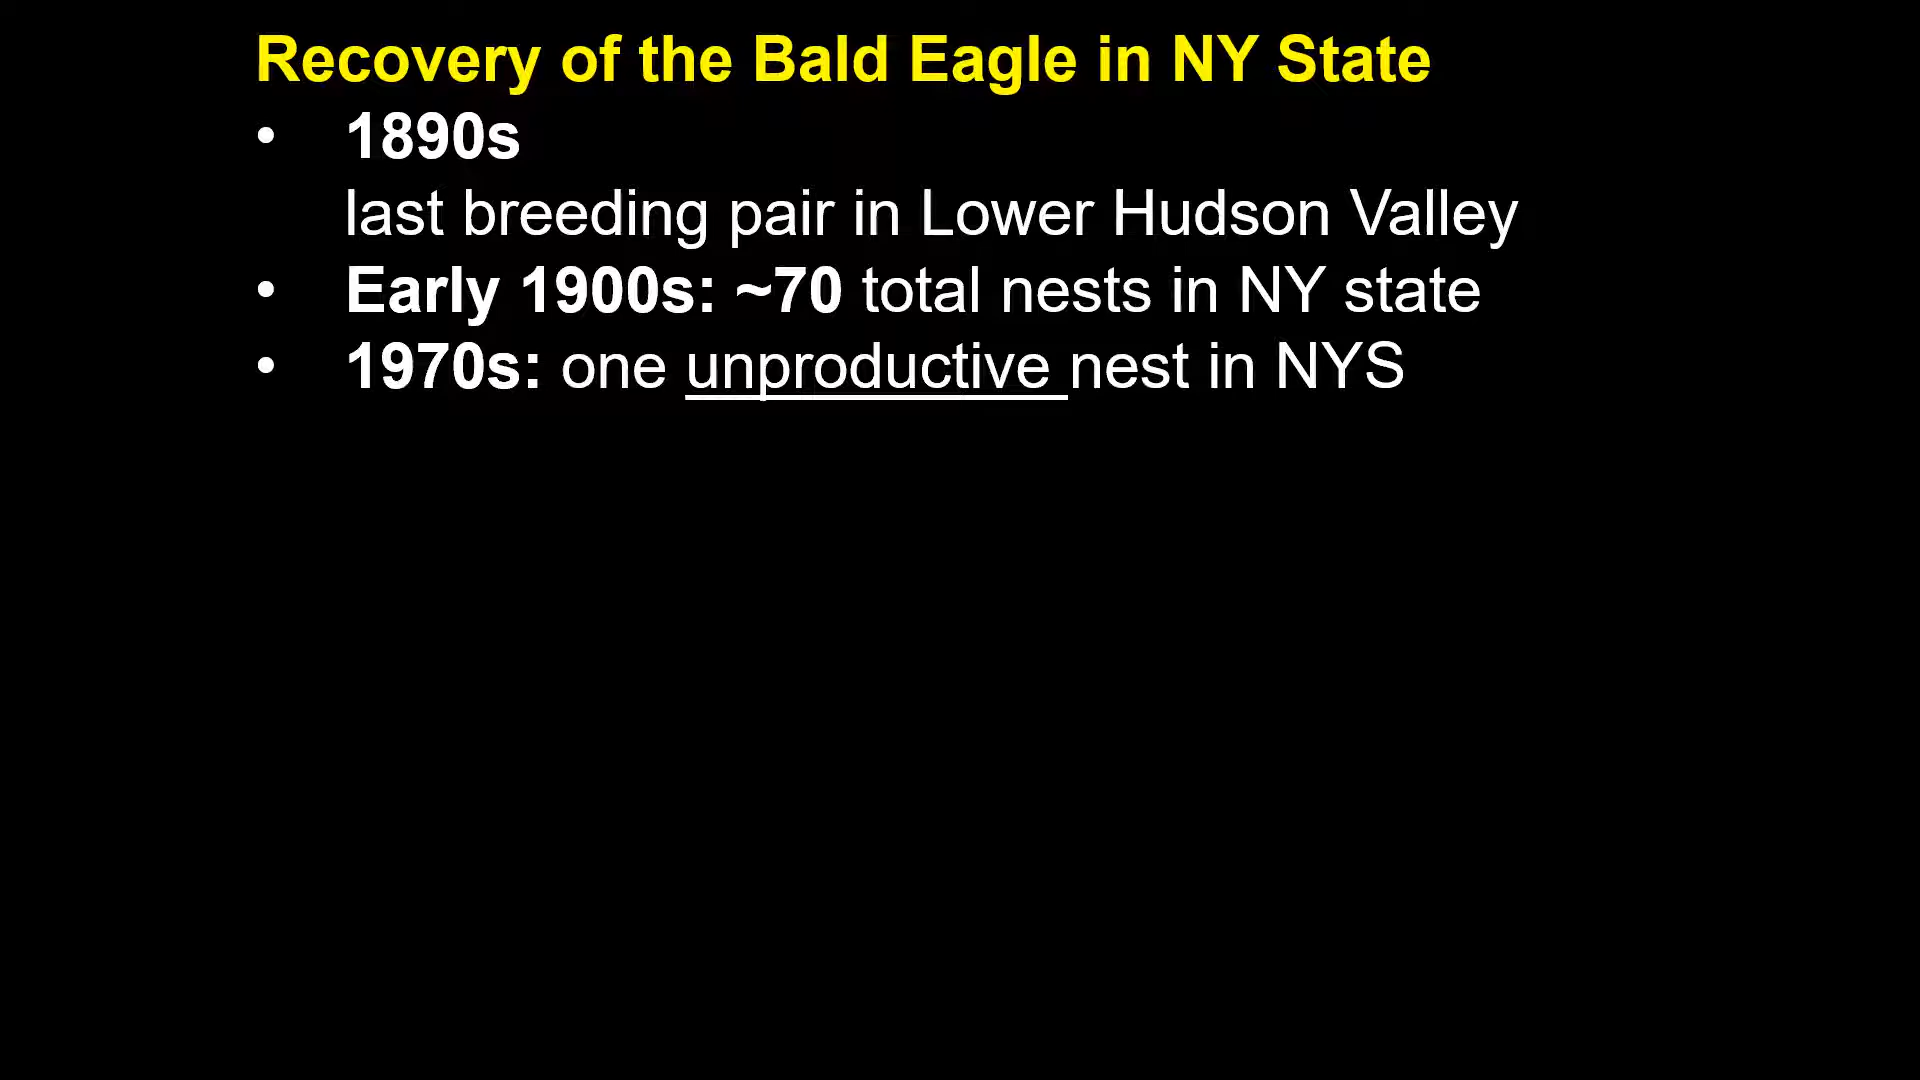 Recovery of the Bald Eagle in NY State
• 1890s
last breeding pair in Lower Hudson Valley
• Early 1900s: ~70 total nests in NY state
• 1970s: one unproductive nest in NYS